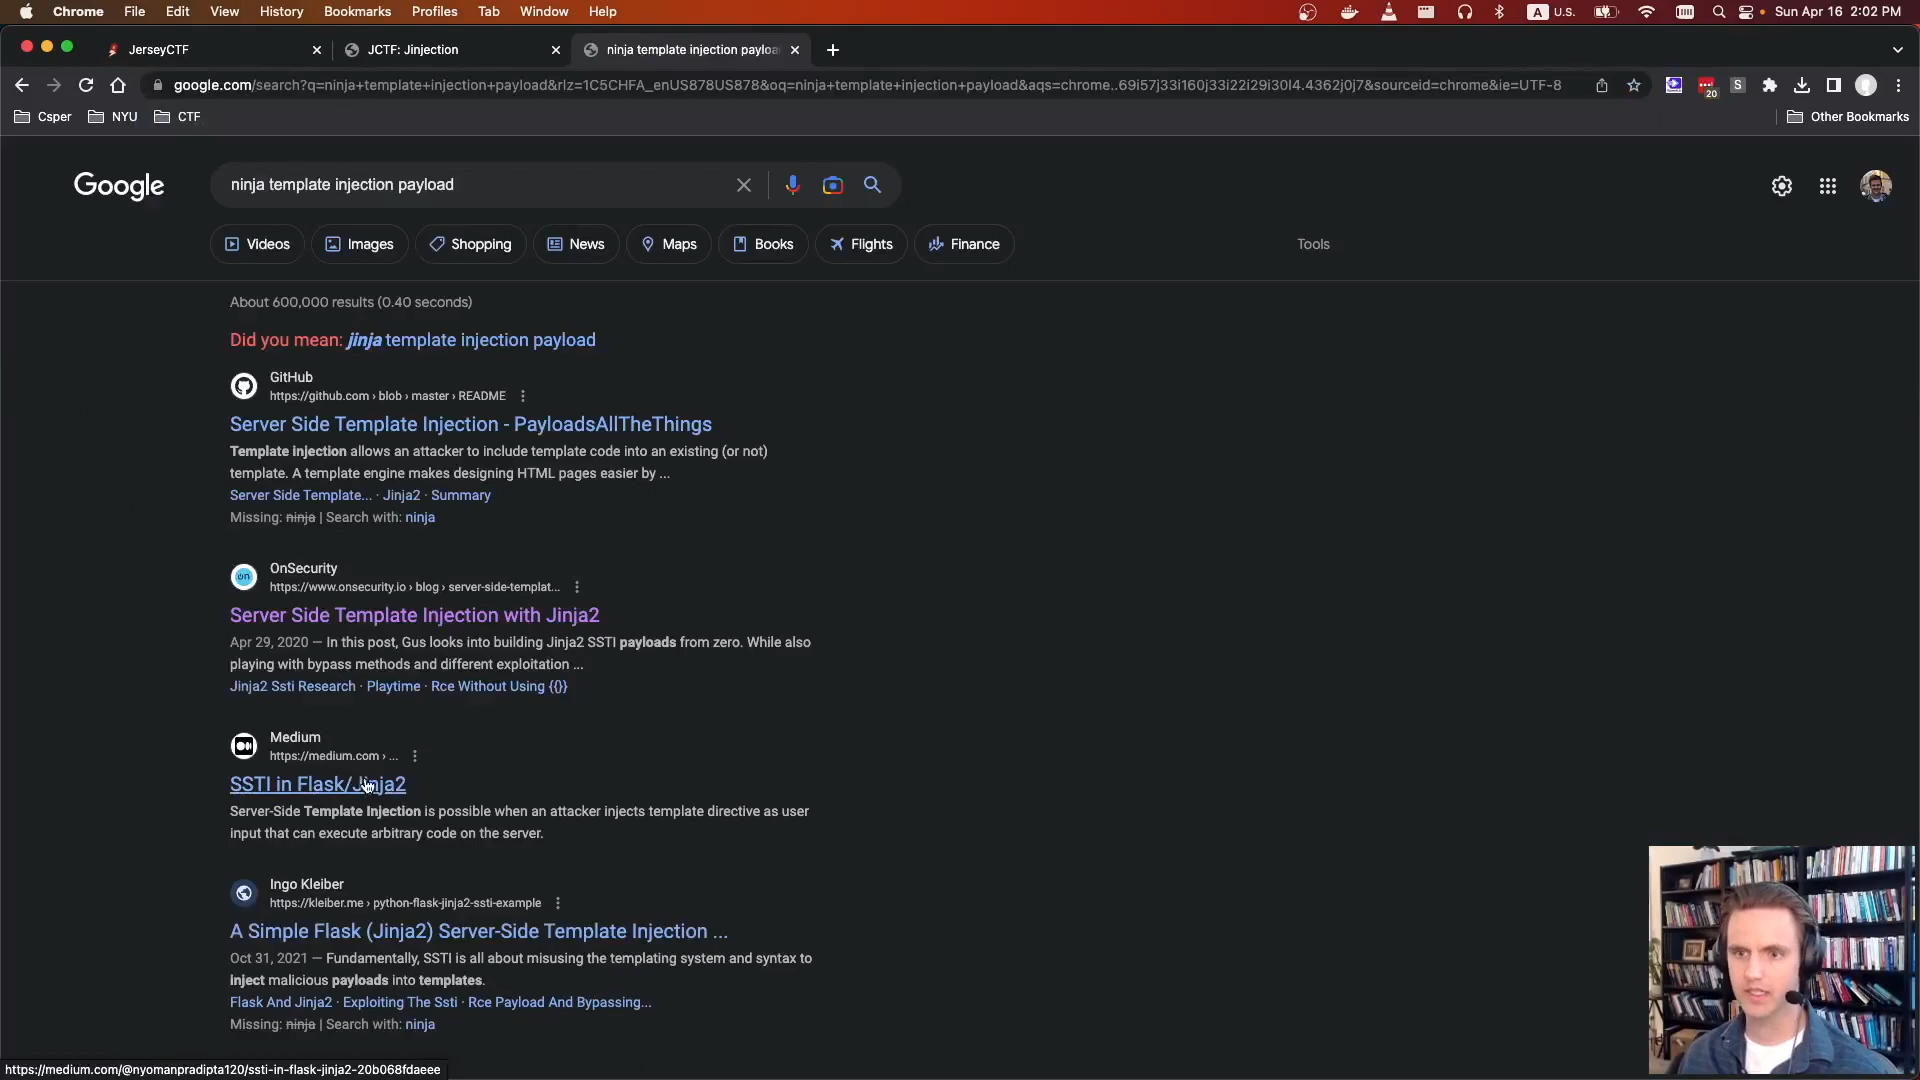 Chrome File Edit View History Bookmarks Profiles Tab Window Help
A U.S. Sun Apr 16 2:02 PM
JerseyCTF JCTF: Jinjection ninja template injection payloa
google.com/search?q=ninja+template+injection+payload&rlz=1C5CHFA_enUS878US878&oq=ninja+template+injection+payload&aqs=chrome..69i57j33i160j33i22i29i30l4.4362j0j7&sourceid=chrome&ie=UTF-8
20
S
Csper NYU CTF Other Bookmarks
Google
ninja template injection payload
Videos Images Shopping News Maps Books Flights Finance Tools
About 600,000 results (0.40 seconds)
Did you mean: jinja template injection payload
GitHub
https://github.com › blob › master › README
Server Side Template Injection - PayloadsAllTheThings
Template injection allows an attacker to include template code into an existing (or not)
template. A template engine makes designing HTML pages easier by ...
Server Side Template... · Jinja2 · Summary
Missing: ninja | Search with: ninja
on
OnSecurity
https://www.onsecurity.io › blog › server-side-templat...
Server Side Template Injection with Jinja2
Apr 29, 2020 — In this post, Gus looks into building Jinja2 SSTI payloads from zero. While also
playing with bypass methods and different exploitation ...
Jinja2 Ssti Research · Playtime · Rce Without Using {{}}
Medium
https://medium.com › ...
SSTI in Flask/Jinja2
Server-Side Template Injection is possible when an attacker injects template directive as user
input that can execute arbitrary code on the server.
Ingo Kleiber
https://kleiber.me › python-flask-jinja2-ssti-example
A Simple Flask (Jinja2) Server-Side Template Injection ...
Oct 31, 2021 — Fundamentally, SSTI is all about misusing the templating system and syntax to
inject malicious payloads into templates.
Flask And Jinja2 · Exploiting The Ssti · Rce Payload And Bypassing...
Missing: ninja | Search with: ninja
https://medium.com/@nyomanpradipta120/ssti-in-flask-jinja2-20b068fdaeee